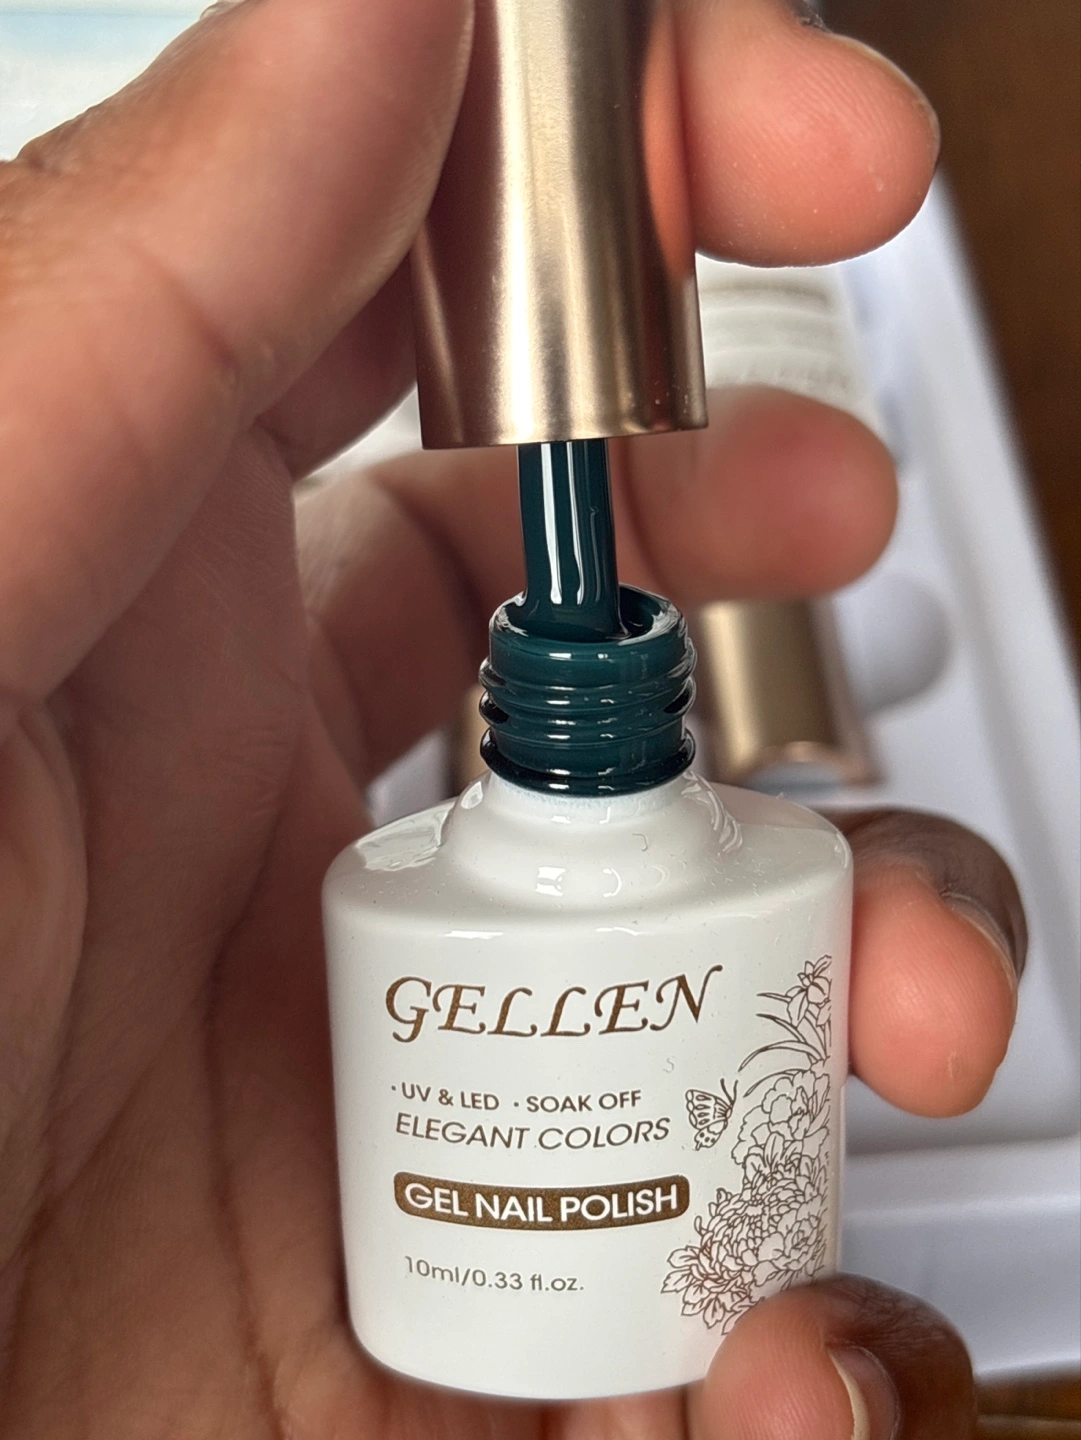 GELLEN
· UV & LED · SOAK OFF
ELEGANT COLORS
GEL NAIL POLISH
10ml/0.33 fl.oz.